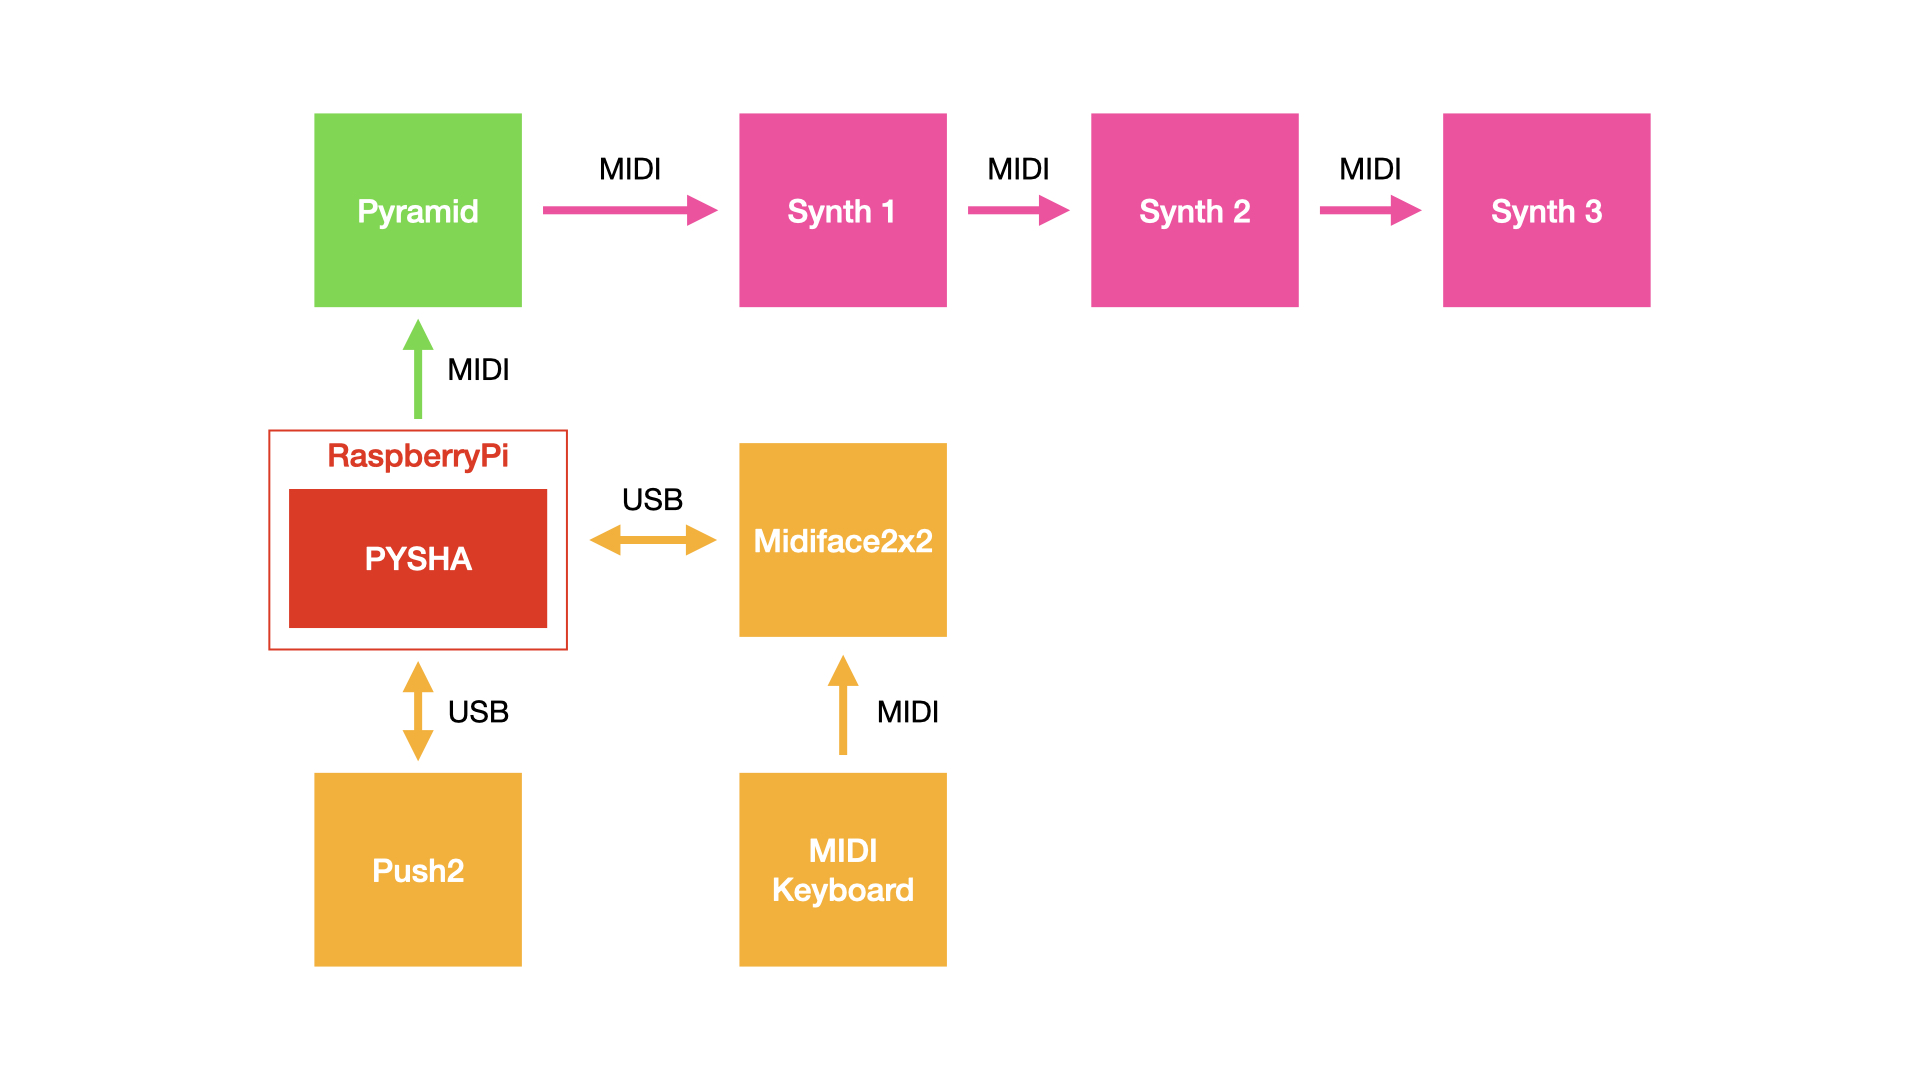 MIDI
MIDI
MIDI
Pyramid
Synth 1
Synth 2
Synth 3
MIDI
RaspberryPi
PYSHA
USB
Midiface2x2
USB
MIDI
Push2
MIDI
Keyboard